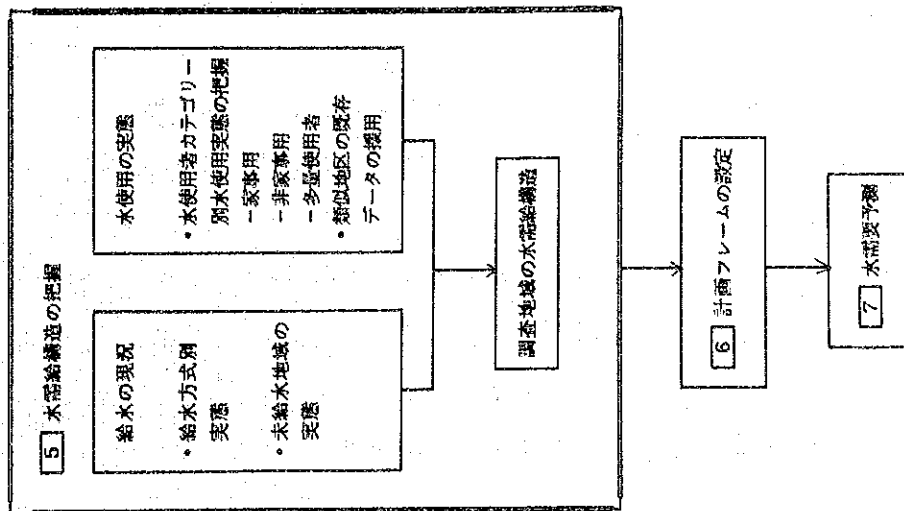 5 水需給構造の把握
給水の現況
・給水方式別
実態
・未給水地域の
実態
水使用の実態
・水使用者カテゴリー
別水使用実態の把握
－家事用
－非家事用
－多量使用者
・類似地区の既存
データの援用
調査地域の水需給構造
6 計画フレームの設定
7 水需要予測